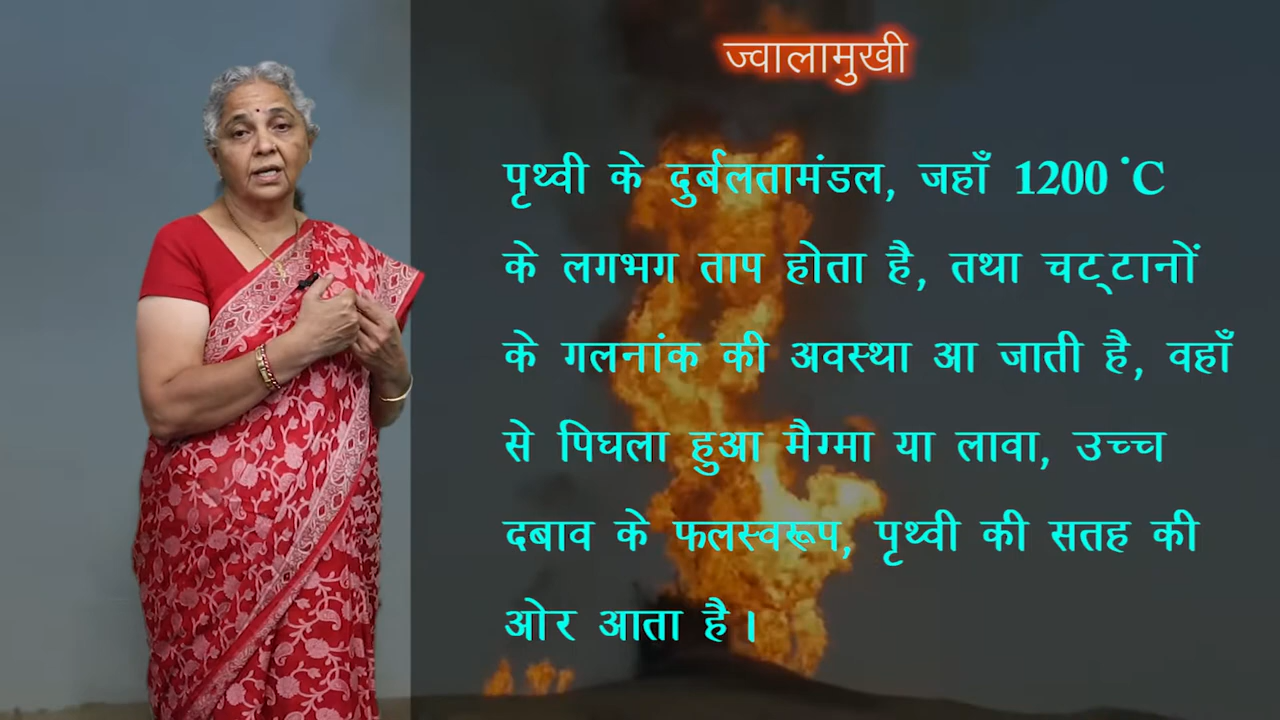 ज्वालामुखी
पृथ्वी के दुर्बलतामंडल, जहाँ 1200 °C
के लगभग ताप होता है, तथा चट्टानों
के गलनांक की अवस्था आ जाती है, वहाँ
से पिघला हुआ मैग्मा या लावा, उच्च
दबाव के फलस्वरूप, पृथ्वी की सतह की
ओर आता है।